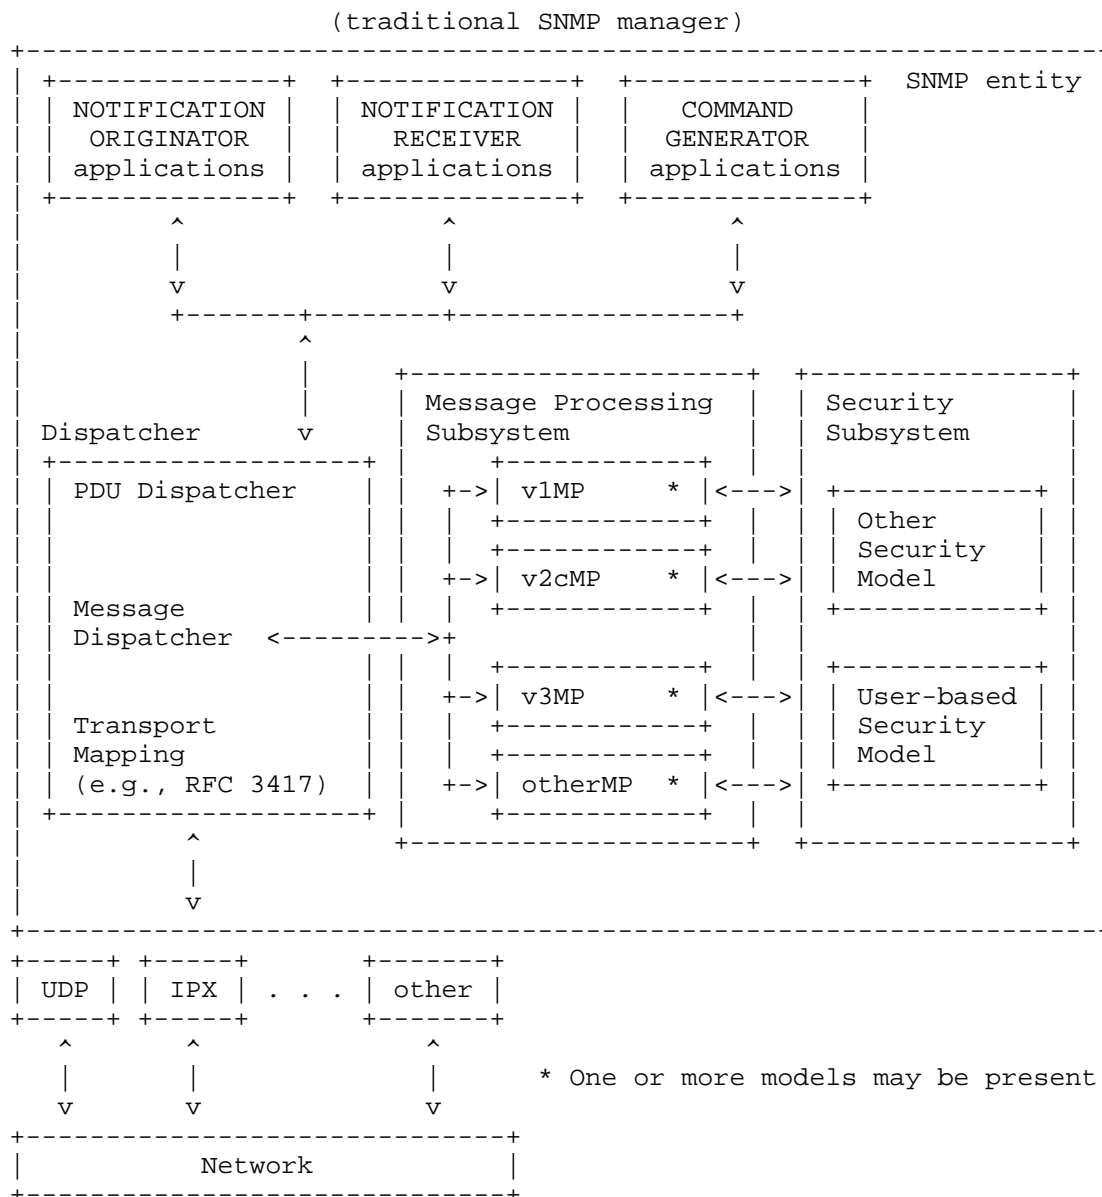 (traditional SNMP manager)
SNMP entity
NOTIFICATION NOTIFICATION COMMAND
ORIGINATOR RECEIVER GENERATOR
applications applications applications
Message Processing Security
Dispatcher Subsystem Subsystem
PDU Dispatcher v1MP *
Other
Security
v2cMP * Model
Message
Dispatcher
v3MP * User-based
Transport Security
Mapping Model
(e.g., RFC 3417) otherMP *
UDP IPX . . . other
* One or more models may be present
Network